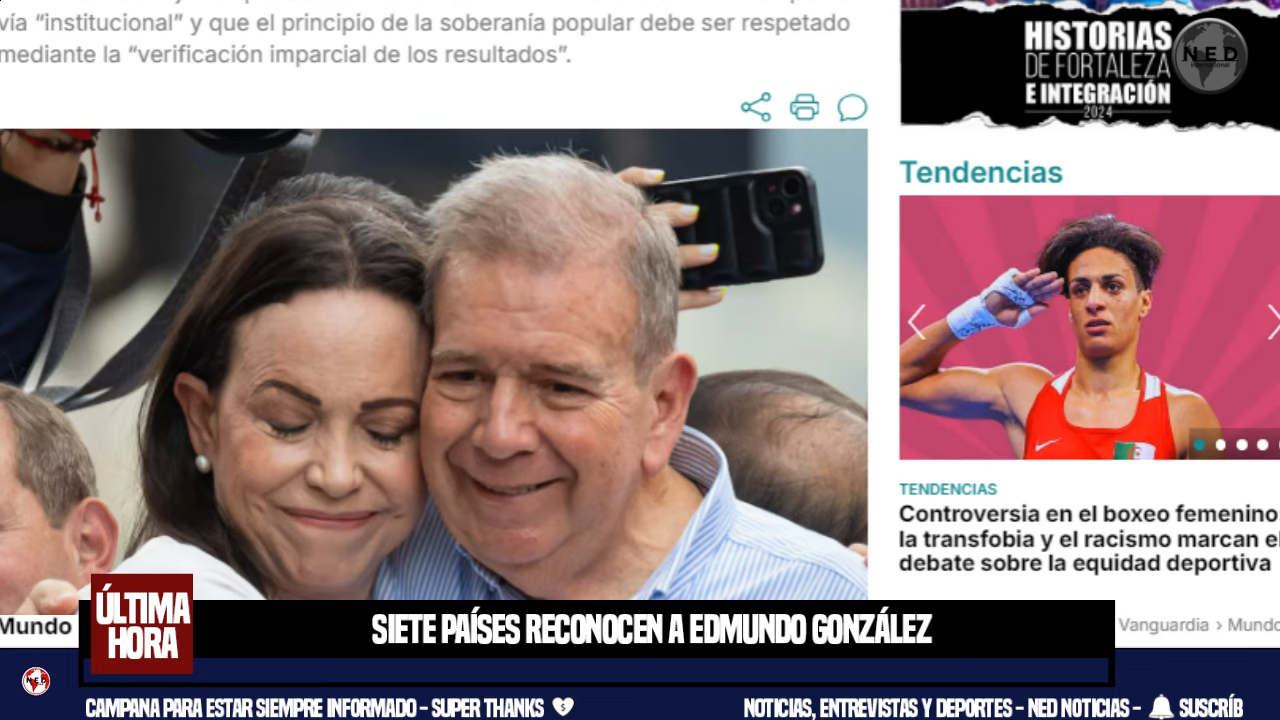 vía “institucional” y que el principio de la soberanía popular debe ser respetado
mediante la “verificación imparcial de los resultados”.
HISTORIAS
DE FORTALEZA
E INTEGRACIÓN
2024
NED
International
Tendencias
TENDENCIAS
Controversia en el boxeo femenino
la transfobia y el racismo marcan el
debate sobre la equidad deportiva
Mundo
Vanguardia › Mundo
ÚLTIMA
HORA
SIETE PAÍSES RECONOCEN A EDMUNDO GONZÁLEZ
NED
CAMPANA PARA ESTAR SIEMPRE INFORMADO - SUPER THANKS
NOTICIAS, ENTREVISTAS Y DEPORTES - NED NOTICIAS - SUSCRÍB